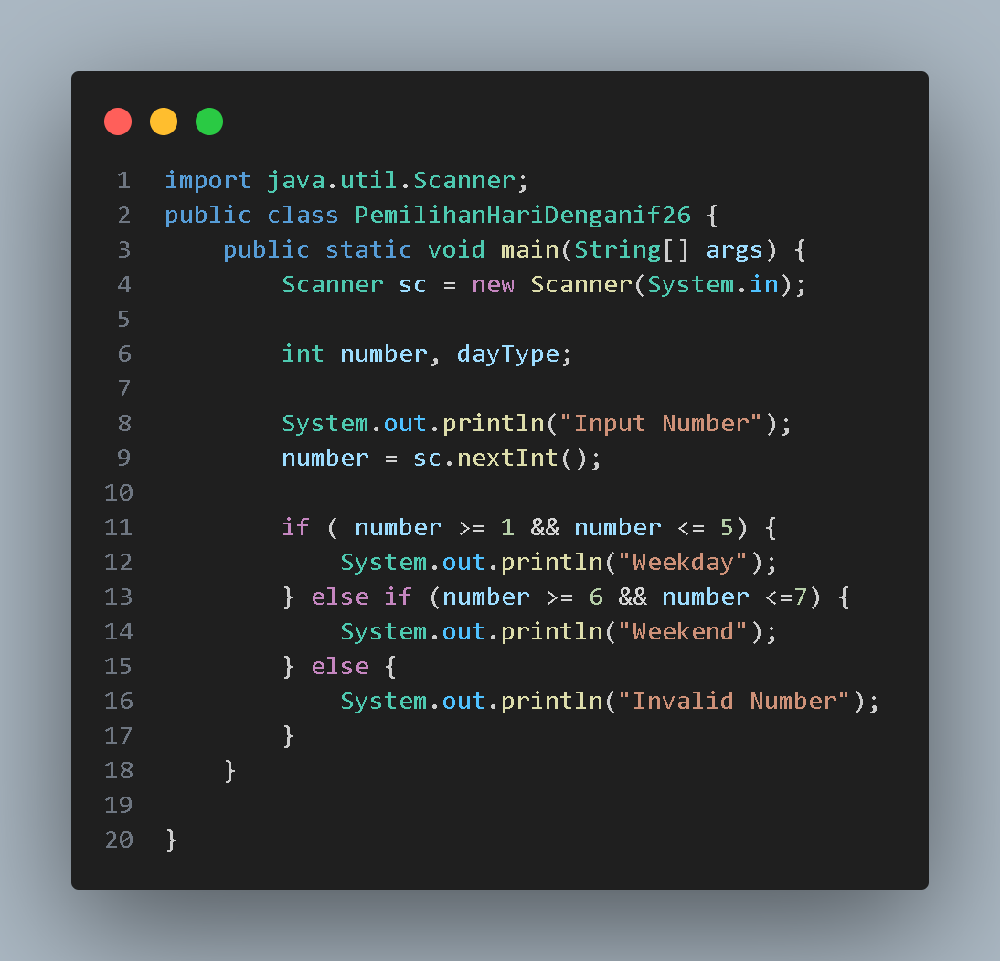 1 import java.util.Scanner;
2 public class PemilihanHariDenganif26 {
3     public static void main(String[] args) {
4         Scanner sc = new Scanner(System.in);
5
6         int number, dayType;
7
8         System.out.println("Input Number");
9         number = sc.nextInt();
10
11         if ( number >= 1 && number <= 5) {
12             System.out.println("Weekday");
13         } else if (number >= 6 && number <=7) {
14             System.out.println("Weekend");
15         } else {
16             System.out.println("Invalid Number");
17         }
18     }
19
20 }